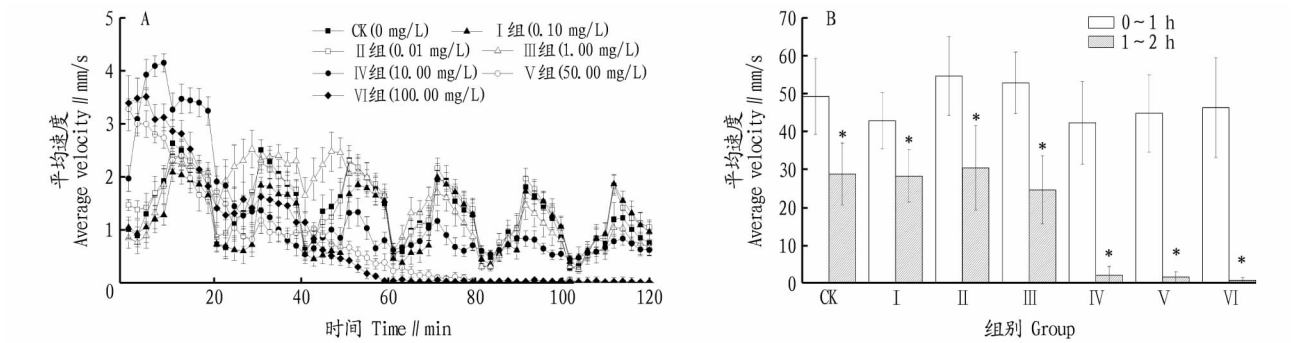 A
CK(0 mg/L) Ⅰ组(0.10 mg/L)
Ⅱ组(0.01 mg/L) Ⅲ组(1.00 mg/L)
Ⅳ组(10.00 mg/L) Ⅴ组(50.00 mg/L)
Ⅵ组(100.00 mg/L)
平均速度
Average velocity∥mm/s
5
4
3
2
1
0
20 40 60 80 100 120
时间 Time∥min
B
0~1 h
1~2 h
平均速度
Average velocity∥mm/s
70
60
50
40
30
20
10
0
* * * * * * *
CK Ⅰ Ⅱ Ⅲ Ⅳ Ⅴ Ⅵ
组别 Group